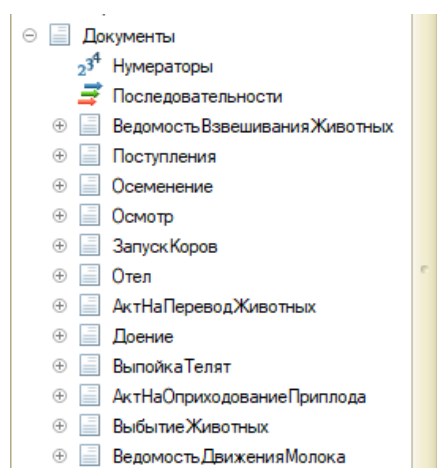 Документы
Нумераторы
Последовательности
ВедомостьВзвешиванияЖивотных
Поступления
Осеменение
Осмотр
ЗапускКоров
Отел
АктНаПереводЖивотных
Доение
ВыпойкаТелят
АктНаОприходованиеПриплода
ВыбытиеЖивотных
ВедомостьДвиженияМолока